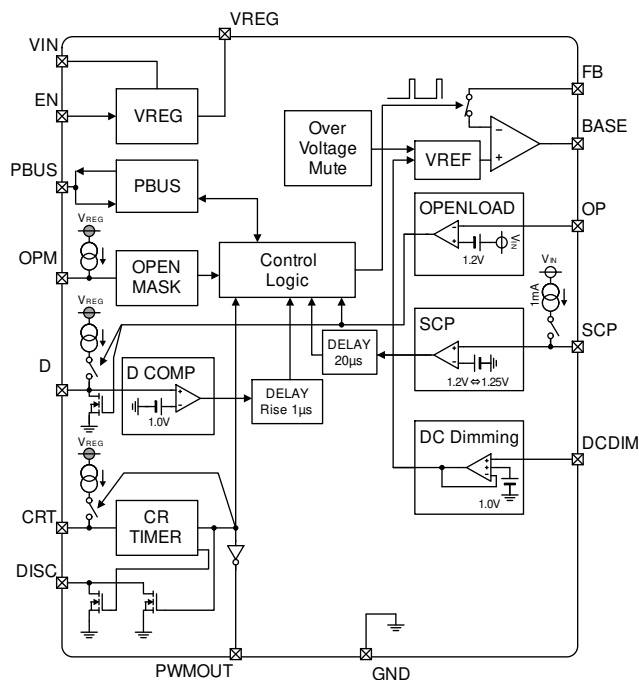 VREG
VIN
EN
VREG
FB
BASE
Over
Voltage
Mute
VREF
PBUS
PBUS
OP
OPENLOAD
1.2V
VIN
VREG
OPM
OPEN
MASK
Control
Logic
VIN
1mA
VREG
D
D COMP
1.0V
DELAY
20μs
DELAY
Rise 1μs
SCP
SCP
1.2V⇔1.25V
DC Dimming
DCDIM
1.0V
VREG
CRT
CR
TIMER
DISC
PWMOUT
GND